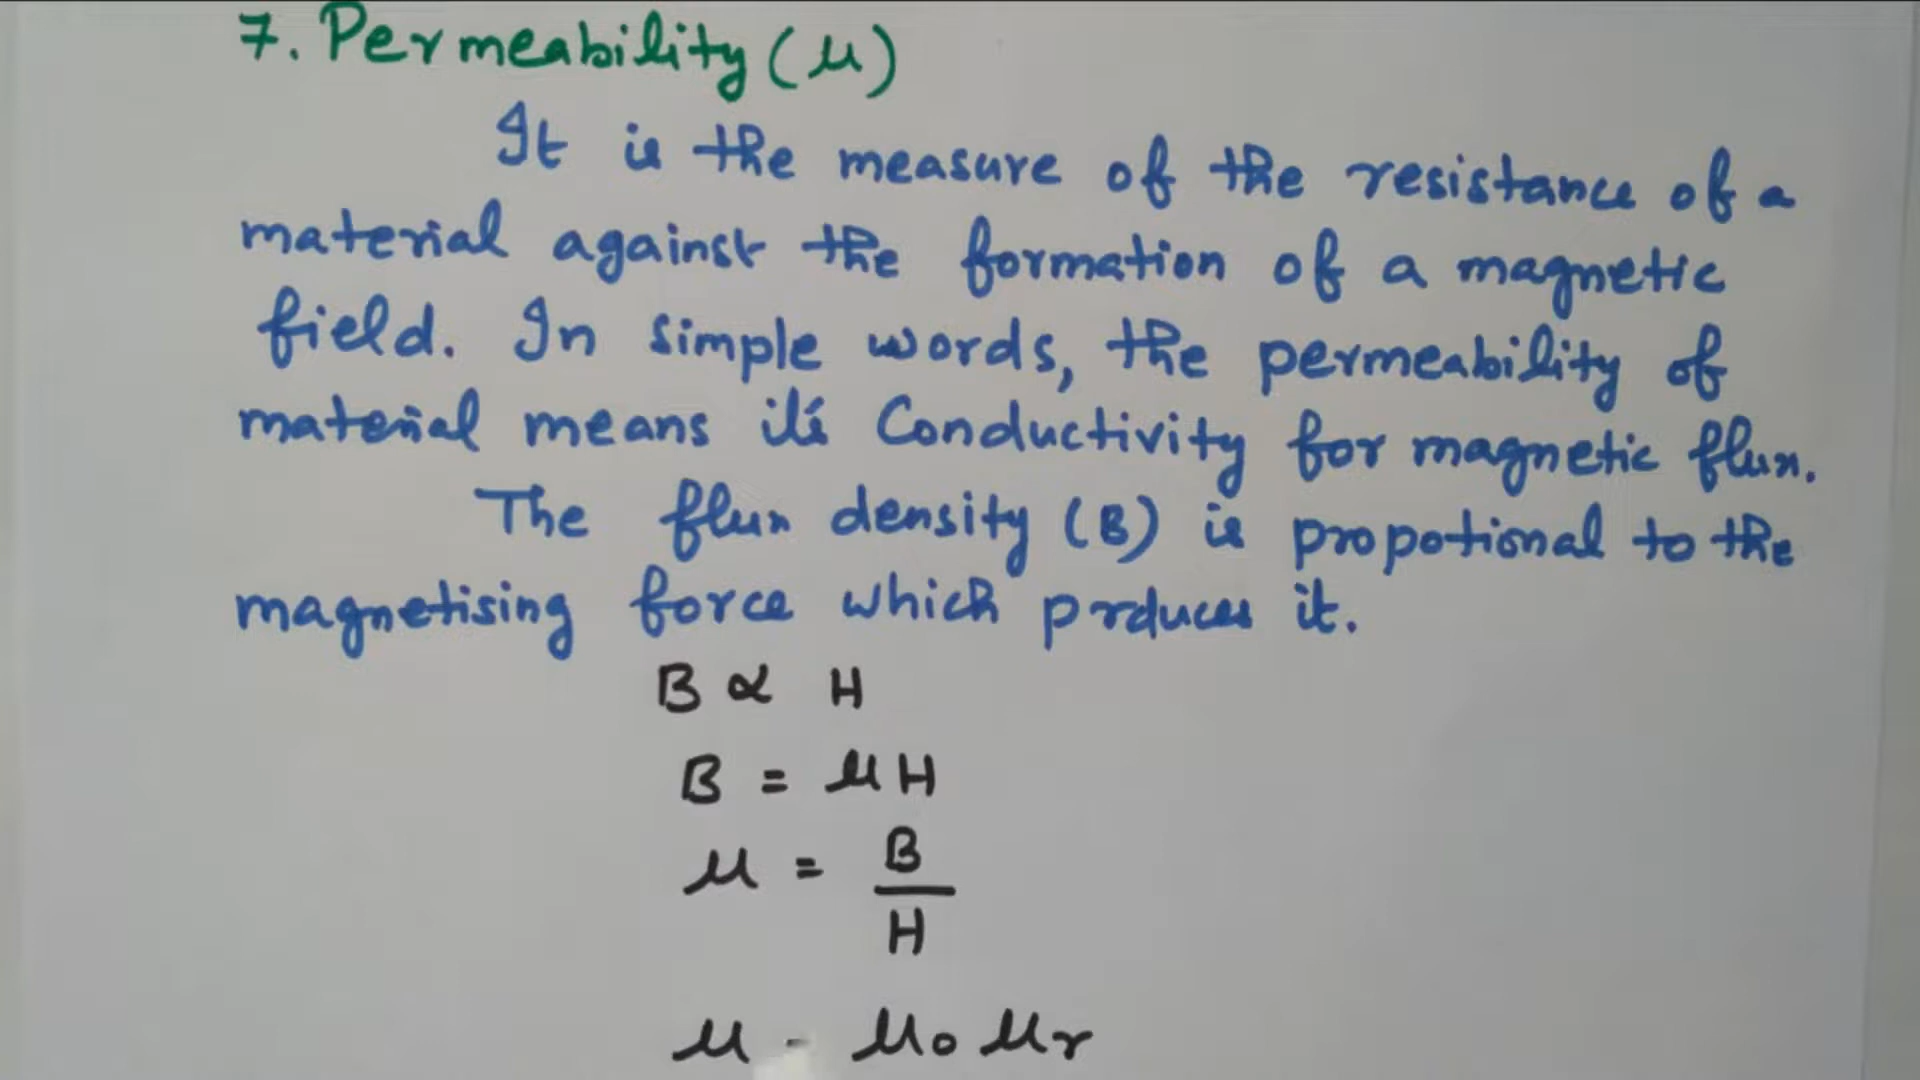 7. Permeability (μ)
It is the measure of the resistance of a
material against the formation of a magnetic
field. In simple words, the permeability of
material means it's Conductivity for magnetic flux.
The flux density (B) is propotional to the
magnetising force which produces it.
B ∝ H
B = μH
μ = B/H
μ - μ₀ μr